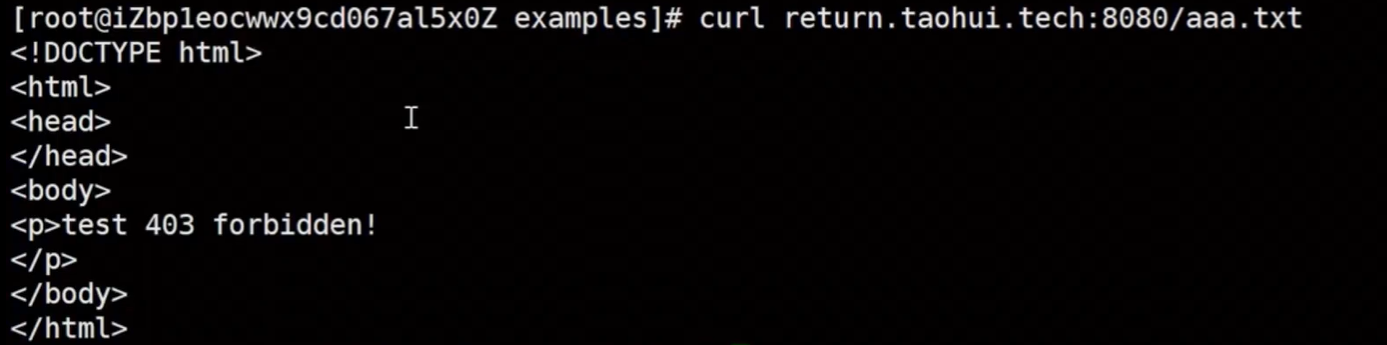 [root@iZbp1eocwwx9cd067al5x0Z examples]# curl return.taohui.tech:8080/aaa.txt
<!DOCTYPE html>
<html>
<head>
</head>
<body>
<p>test 403 forbidden!
</p>
</body>
</html>